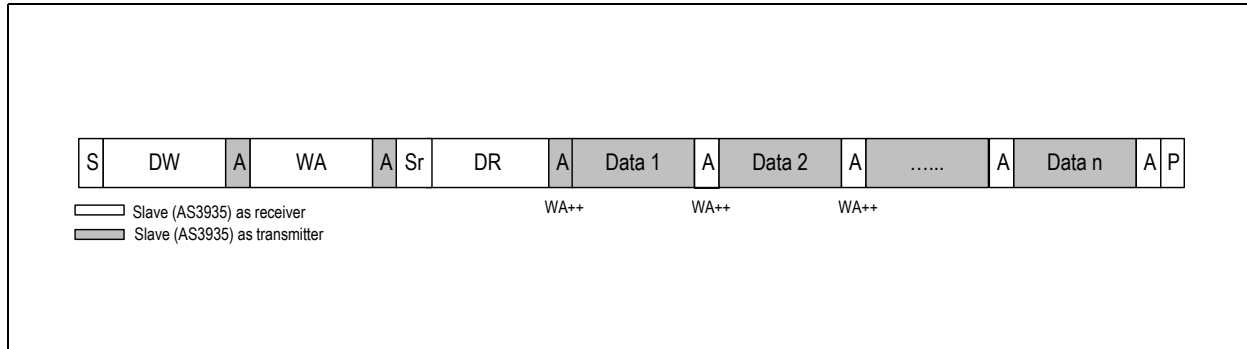 S DW A WA A Sr DR A Data 1 A Data 2 A …... A Data n A P
WA++ WA++ WA++
Slave (AS3935) as receiver
Slave (AS3935) as transmitter